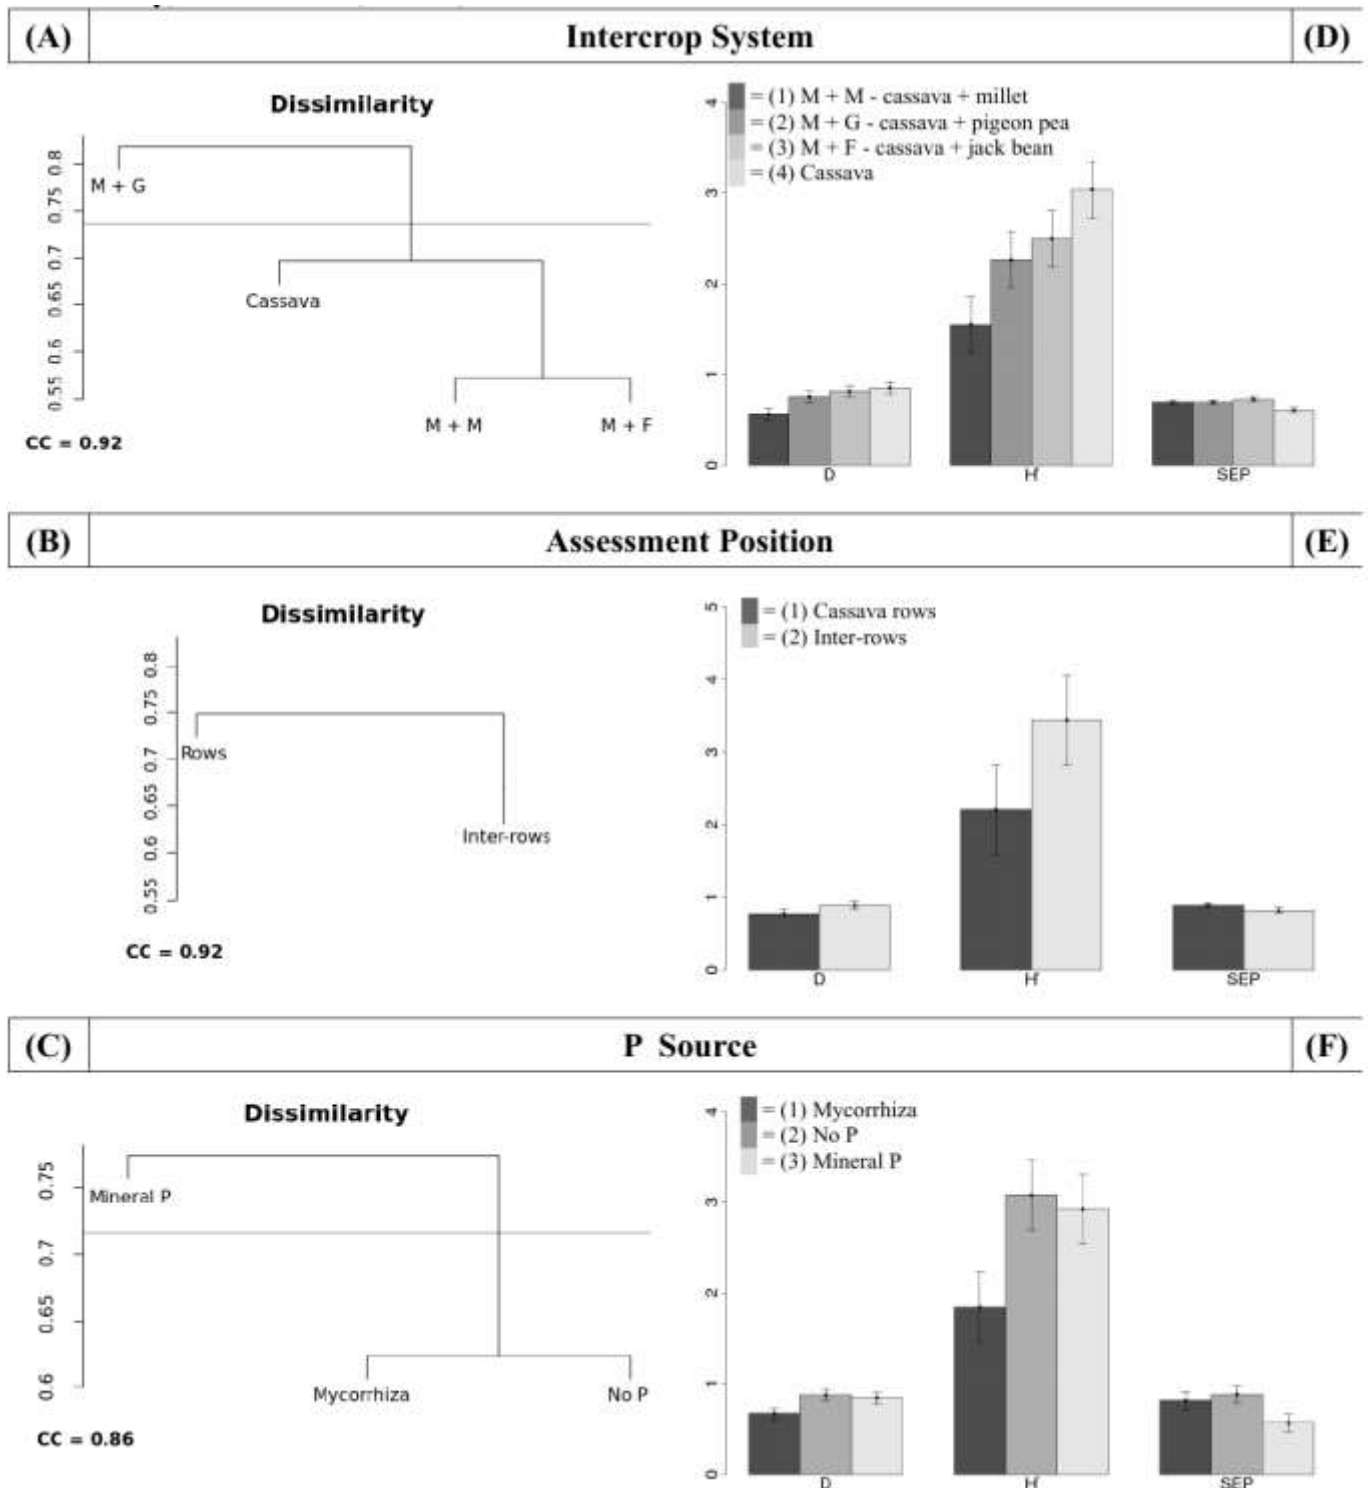 (A) Intercrop System (D)
Dissimilarity
0.8
0.75
0.7
0.65
0.6
0.55
M + G
Cassava
M + M
M + F
CC = 0.92
= (1) M + M - cassava + millet
= (2) M + G - cassava + pigeon pea
= (3) M + F - cassava + jack bean
= (4) Cassava
4
3
2
1
0
D H' SEP
(B) Assessment Position (E)
Dissimilarity
0.8
0.75
0.7
0.65
0.6
0.55
Rows
Inter-rows
CC = 0.92
= (1) Cassava rows
= (2) Inter-rows
5
4
3
2
1
0
D H' SEP
(C) P Source (F)
Dissimilarity
0.75
0.7
0.65
0.6
Mineral P
Mycorrhiza
No P
CC = 0.86
= (1) Mycorrhiza
= (2) No P
= (3) Mineral P
4
3
2
1
0
D H' SEP